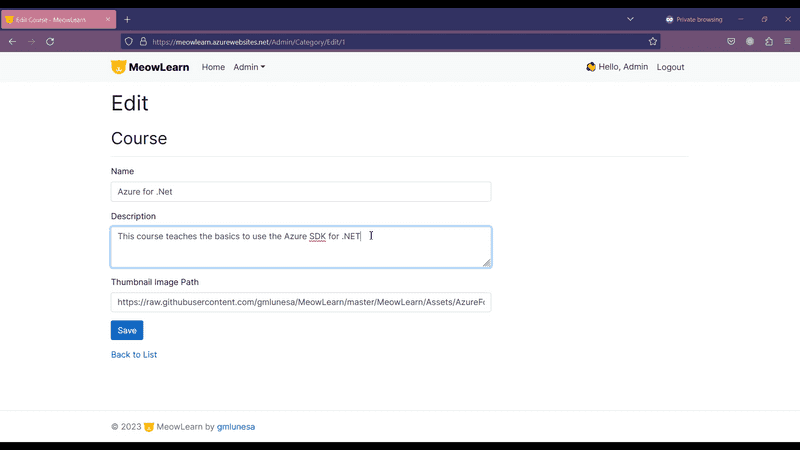 Edit Course - MeowLearn
Private browsing
https://meowlearn.azurewebsites.net/Admin/Category/Edit/1
MeowLearn Home Admin Hello, Admin Logout
Edit
Course
Name
Azure for .Net
Description
This course teaches the basics to use the Azure SDK for .NET
Thumbnail Image Path
https://raw.githubusercontent.com/gmlunesa/MeowLearn/master/MeowLearn/Assets/AzureFo
Save
Back to List
© 2023 MeowLearn by gmlunesa